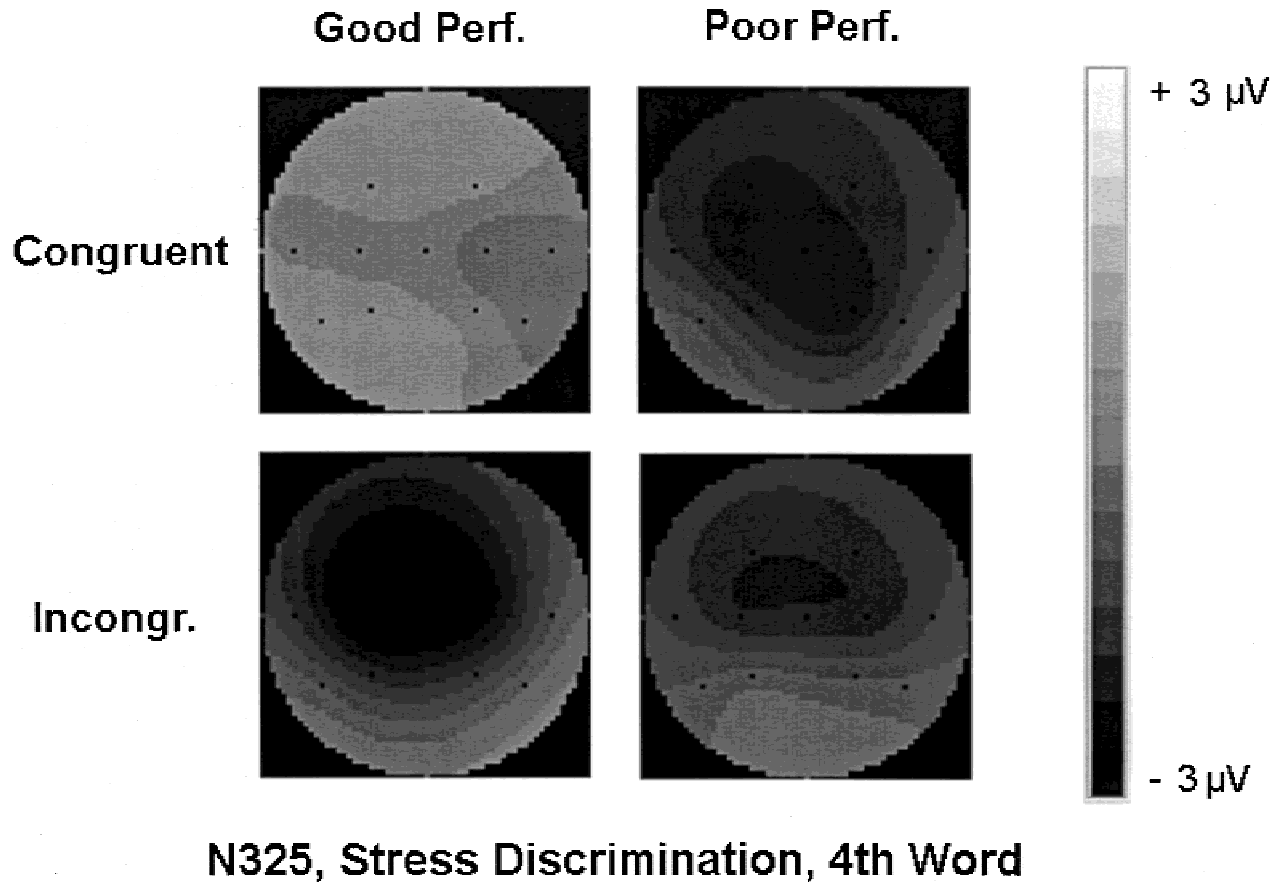 Good Perf.
Poor Perf.
+ 3 µV
Congruent
Incongr.
- 3 µV
N325, Stress Discrimination, 4th Word